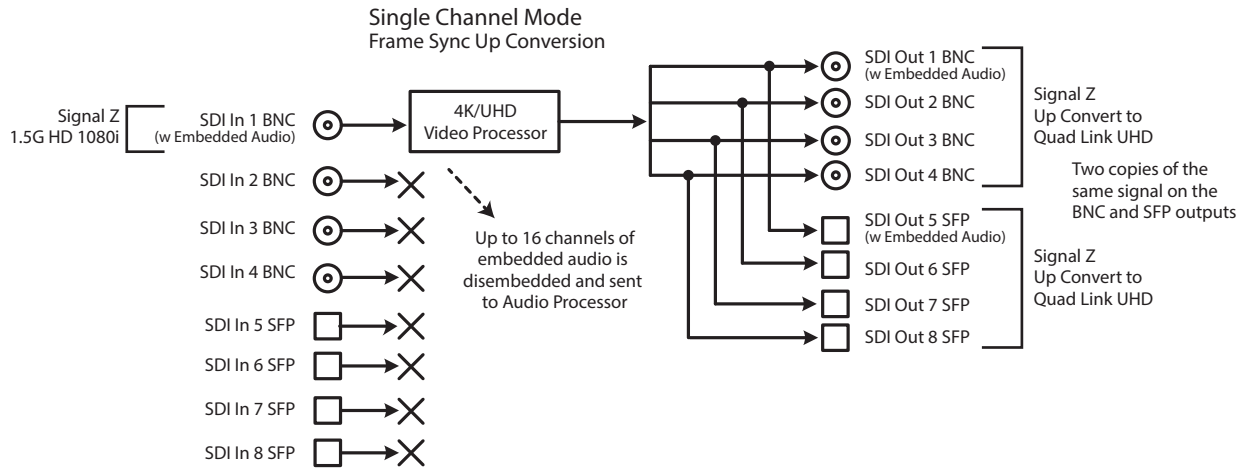 Single Channel Mode
Frame Sync Up Conversion
Signal Z
1.5G HD 1080i
SDI In 1 BNC
(w Embedded Audio)
SDI In 2 BNC
SDI In 3 BNC
SDI In 4 BNC
SDI In 5 SFP
SDI In 6 SFP
SDI In 7 SFP
SDI In 8 SFP
4K/UHD
Video Processor
Up to 16 channels of
embedded audio is
disembedded and sent
to Audio Processor
SDI Out 1 BNC
(w Embedded Audio)
SDI Out 2 BNC
SDI Out 3 BNC
SDI Out 4 BNC
SDI Out 5 SFP
(w Embedded Audio)
SDI Out 6 SFP
SDI Out 7 SFP
SDI Out 8 SFP
Signal Z
Up Convert to
Quad Link UHD
Two copies of the
same signal on the
BNC and SFP outputs
Signal Z
Up Convert to
Quad Link UHD